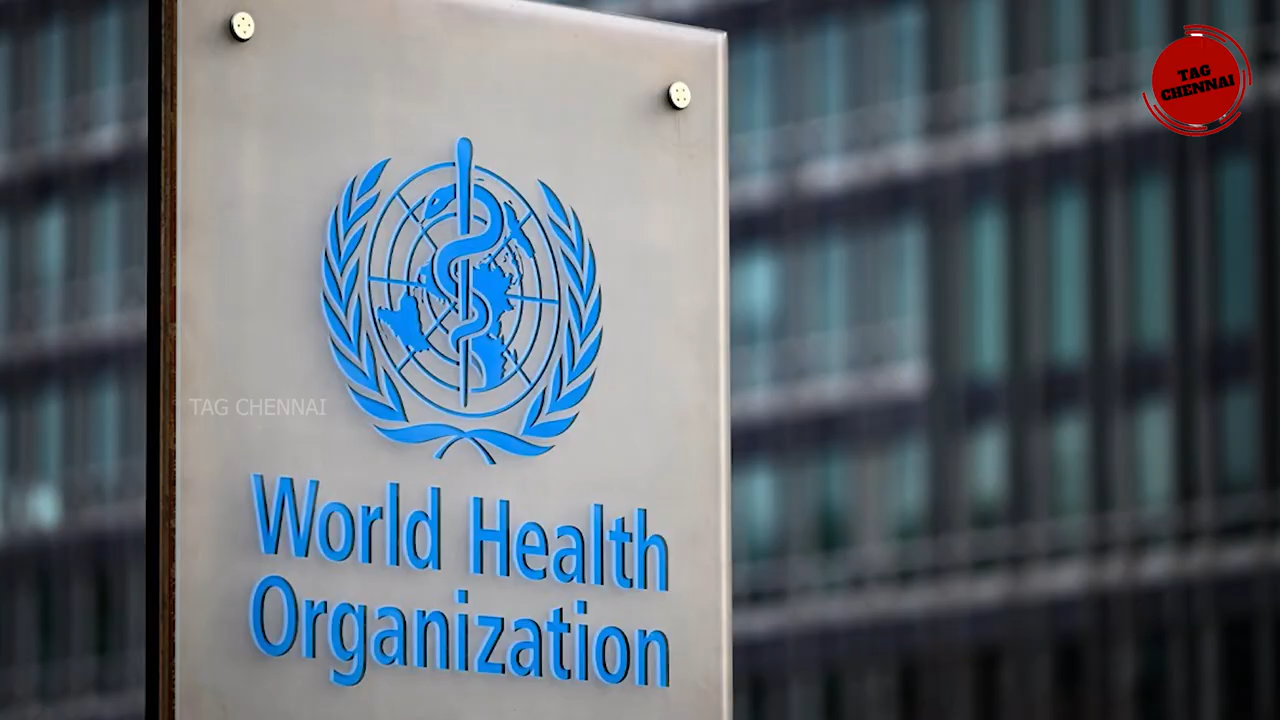 TAG
CHENNAI
TAG CHENNAI
World Health
Organization